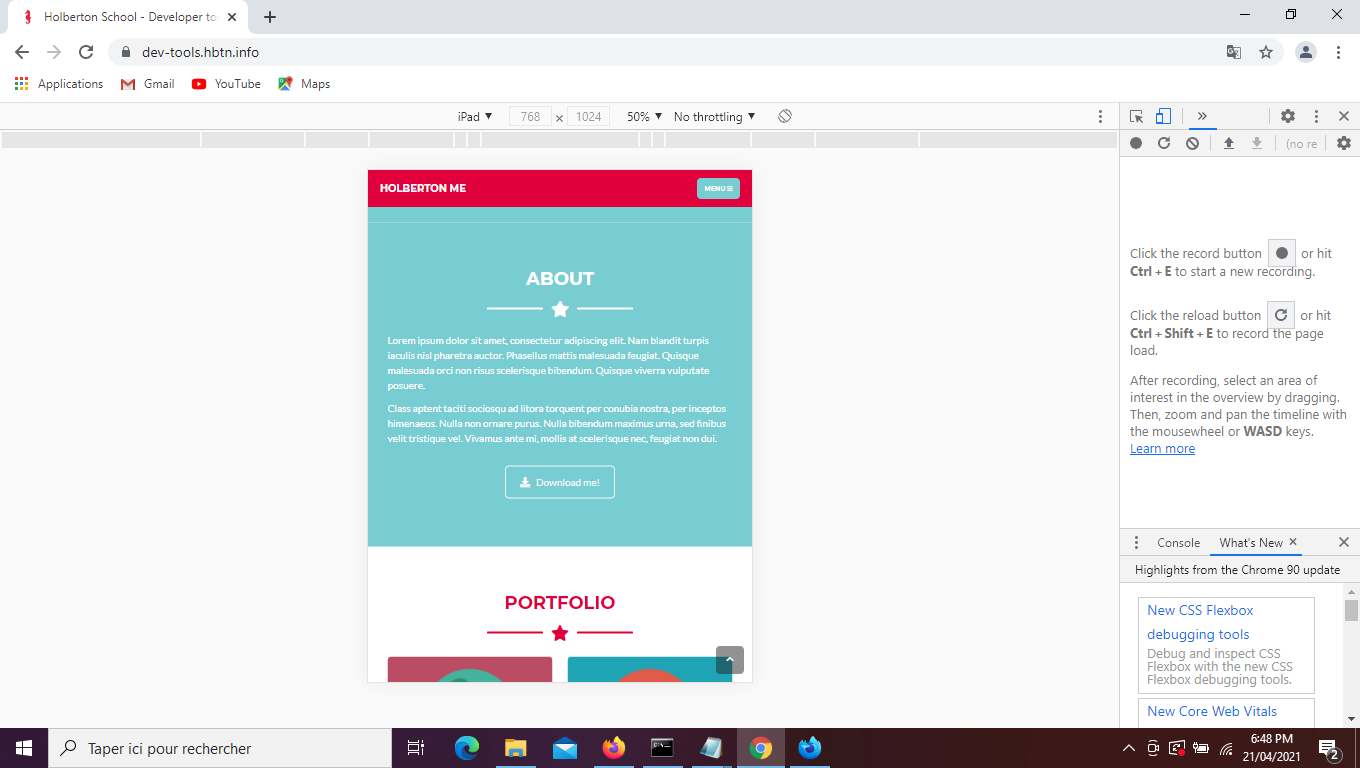 Holberton School - Developer to
dev-tools.hbtn.info
Applications
Gmail
YouTube
Maps
iPad ▼
768 × 1024
50% ▼
No throttling ▼
HOLBERTON ME
MENU
ABOUT
Lorem ipsum dolor sit amet, consectetur adipiscing elit. Nam blandit turpis
iaculis nisl pharetra auctor. Phasellus mattis malesuada feugiat. Quisque
malesuada orci non risus scelerisque bibendum. Quisque viverra vulputate
posuere.
Class aptent taciti sociosqu ad litora torquent per conubia nostra, per inceptos
himenaeos. Nulla non ornare purus. Nulla bibendum maximus urna, sed finibus
velit tristique vel. Vivamus ante mi, mollis at scelerisque nec, feugiat non dui.
Download me!
PORTFOLIO
(no re
Click the record button or hit
Ctrl + E to start a new recording.
Click the reload button or hit
Ctrl + Shift + E to record the page
load.
After recording, select an area of
interest in the overview by dragging.
Then, zoom and pan the timeline with
the mousewheel or WASD keys.
Learn more
Console
What's New
Highlights from the Chrome 90 update
New CSS Flexbox
debugging tools
Debug and inspect CSS
Flexbox with the new CSS
Flexbox debugging tools.
New Core Web Vitals
Taper ici pour rechercher
6:48 PM
21/04/2021
2